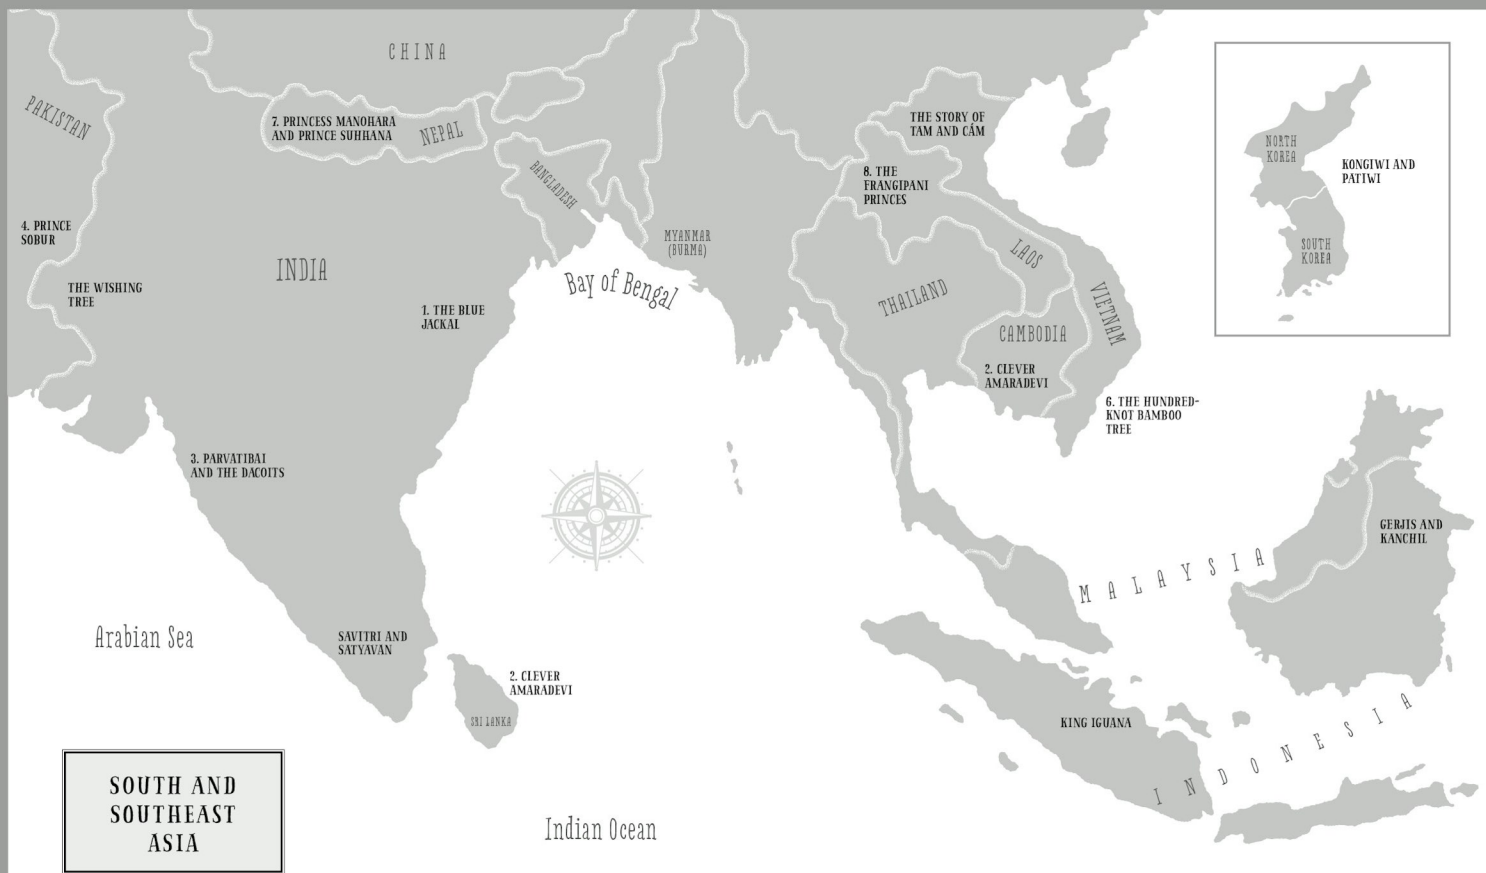 CHINA
PAKISTAN
7. PRINCESS MANOHARA
AND PRINCE SUHHANA
NEPAL
BANGLADESH
4. PRINCE
SOBUR
THE WISHING
TREE
INDIA
1. THE BLUE
JACKAL
Bay of Bengal
MYANMAR
(BURMA)
THE STORY OF
TAM AND CÁM
8. THE
FRANGIPANI
PRINCES
LAOS
THAILAND
VIETNAM
CAMBODIA
2. CLEVER
AMARADEVI
6. THE HUNDRED-
KNOT BAMBOO
TREE
NORTH
KOREA
KONGIWI AND
PATIWI
SOUTH
KOREA
3. PARVATIBAI
AND THE DACOITS
GERJIS AND
KANCHIL
MALAYSIA
Arabian Sea
SAVITRI AND
SATYAVAN
2. CLEVER
AMARADEVI
SRI LANKA
KING IGUANA
INDONESIA
SOUTH AND
SOUTHEAST
ASIA
Indian Ocean